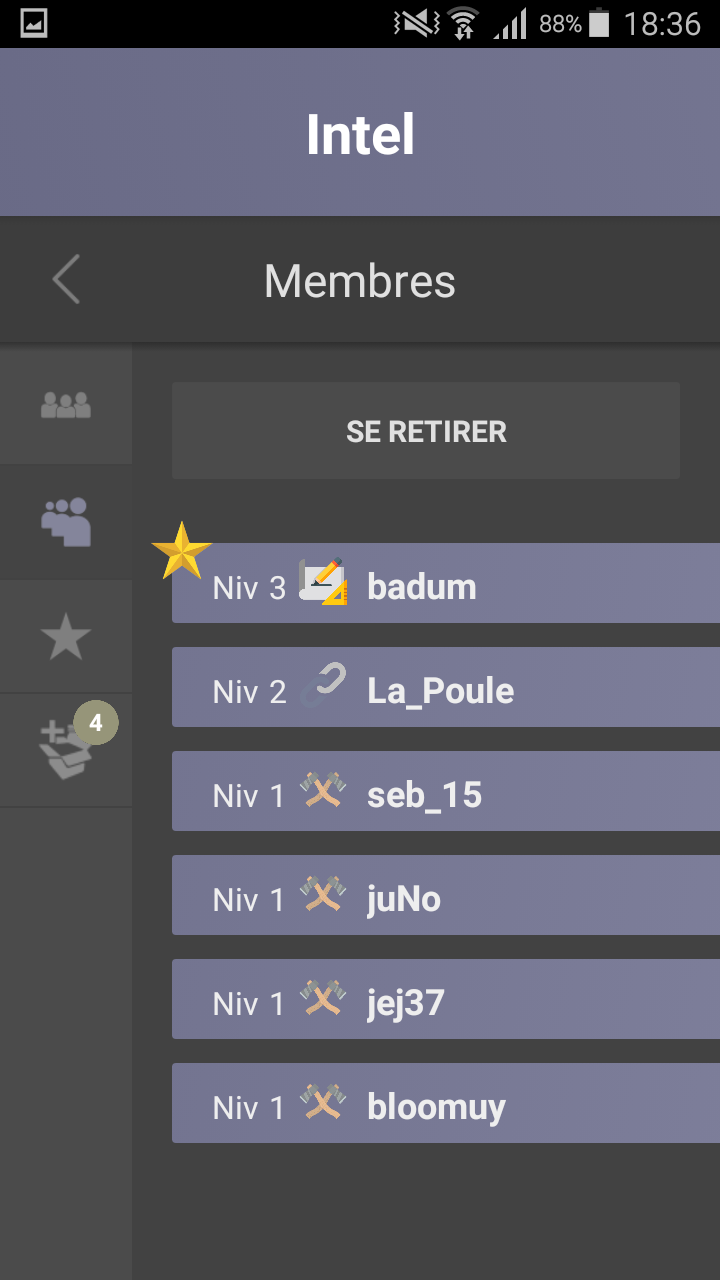 88% 18:36
Intel
Membres
SE RETIRER
Niv 3 badum
Niv 2 La_Poule
4
Niv 1 seb_15
Niv 1 juNo
Niv 1 jej37
Niv 1 bloomuy